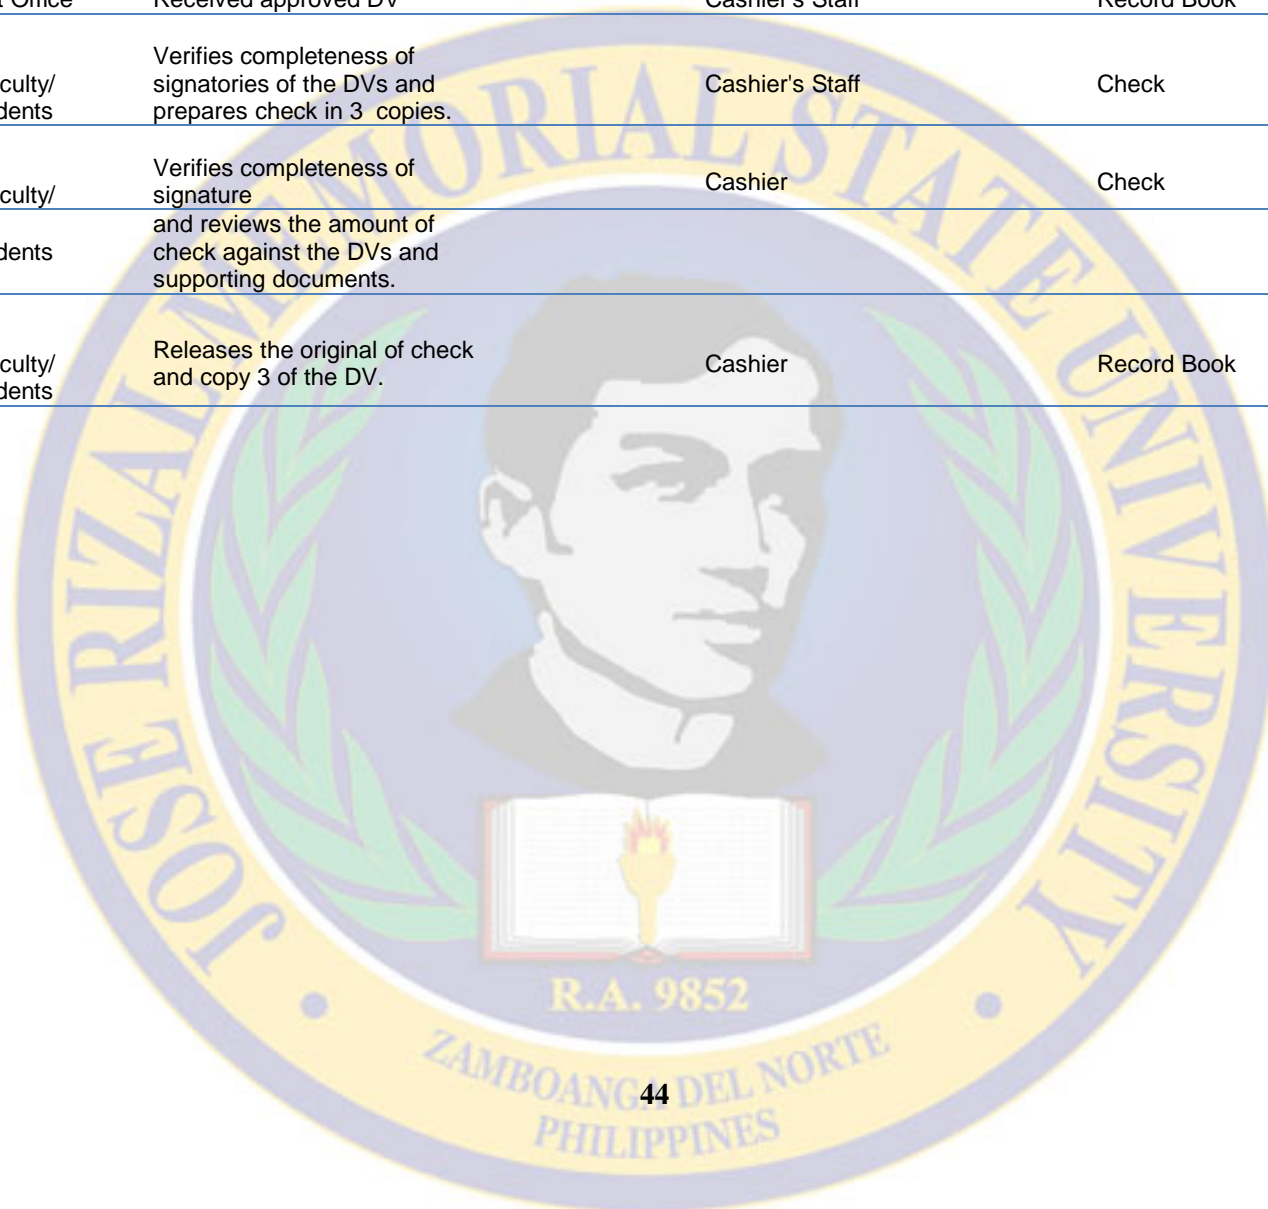 t Office Received approved DV Cashier's Staff Record Book
Verifies completeness of
culty/ signatories of the DVs and Cashier's Staff Check
dents prepares check in 3 copies.
Verifies completeness of
culty/ signature Cashier Check
and reviews the amount of
dents check against the DVs and
supporting documents.
culty/ Releases the original of check Cashier Record Book
dents and copy 3 of the DV.
JOSE RIZAL MEMORIAL STATE UNIVERSITY
R.A. 9852
ZAMBOANGA DEL NORTE
44
PHILIPPINES